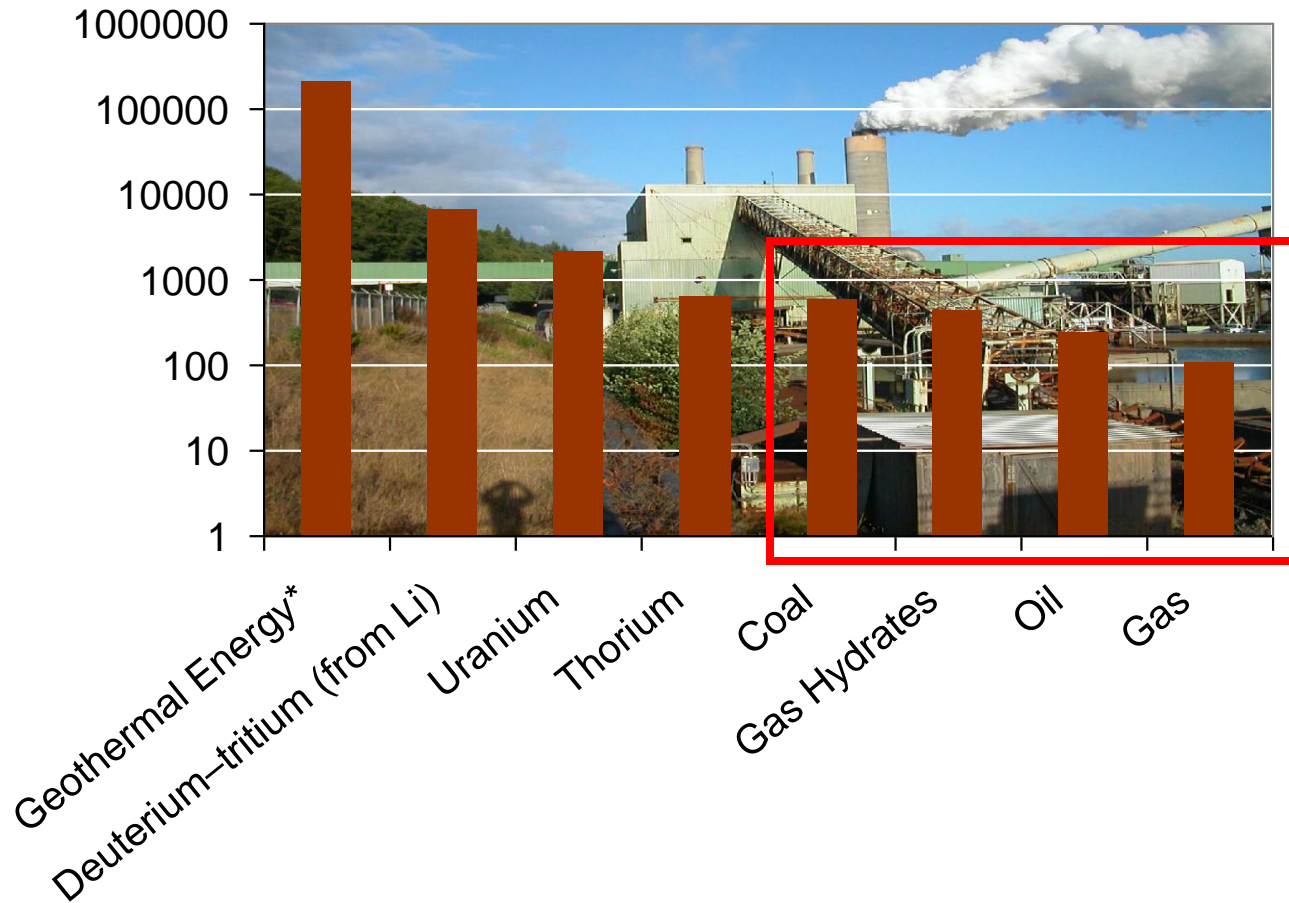 1000000
100000
10000
1000
100
10
1
Geothermal Energy*
Deuterium–tritium (from Li)
Uranium
Thorium
Coal
Gas Hydrates
Oil
Gas